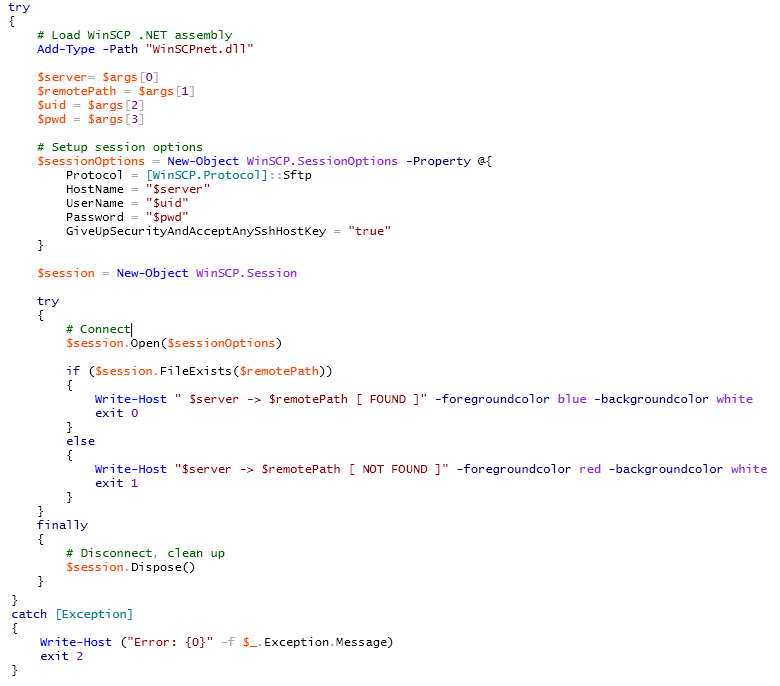 try
{
    # Load WinSCP .NET assembly
    Add-Type -Path "WinSCPnet.dll"

    $server= $args[0]
    $remotePath = $args[1]
    $uid = $args[2]
    $pwd = $args[3]

    # Setup session options
    $sessionOptions = New-Object WinSCP.SessionOptions -Property @{
        Protocol = [WinSCP.Protocol]::Sftp
        HostName = "$server"
        UserName = "$uid"
        Password = "$pwd"
        GiveUpSecurityAndAcceptAnySshHostKey = "true"
    }

    $session = New-Object WinSCP.Session

    try
    {
        # Connect
        $session.Open($sessionOptions)

        if ($session.FileExists($remotePath))
        {
            Write-Host " $server -> $remotePath [ FOUND ]" -foregroundcolor blue -backgroundcolor white
            exit 0
        }
        else
        {
            Write-Host "$server -> $remotePath [ NOT FOUND ]" -foregroundcolor red -backgroundcolor white
            exit 1
        }
    }
    finally
    {
        # Disconnect, clean up
        $session.Dispose()
    }

}
catch [Exception]
{
    Write-Host ("Error: {0}" -f $_.Exception.Message)
    exit 2
}